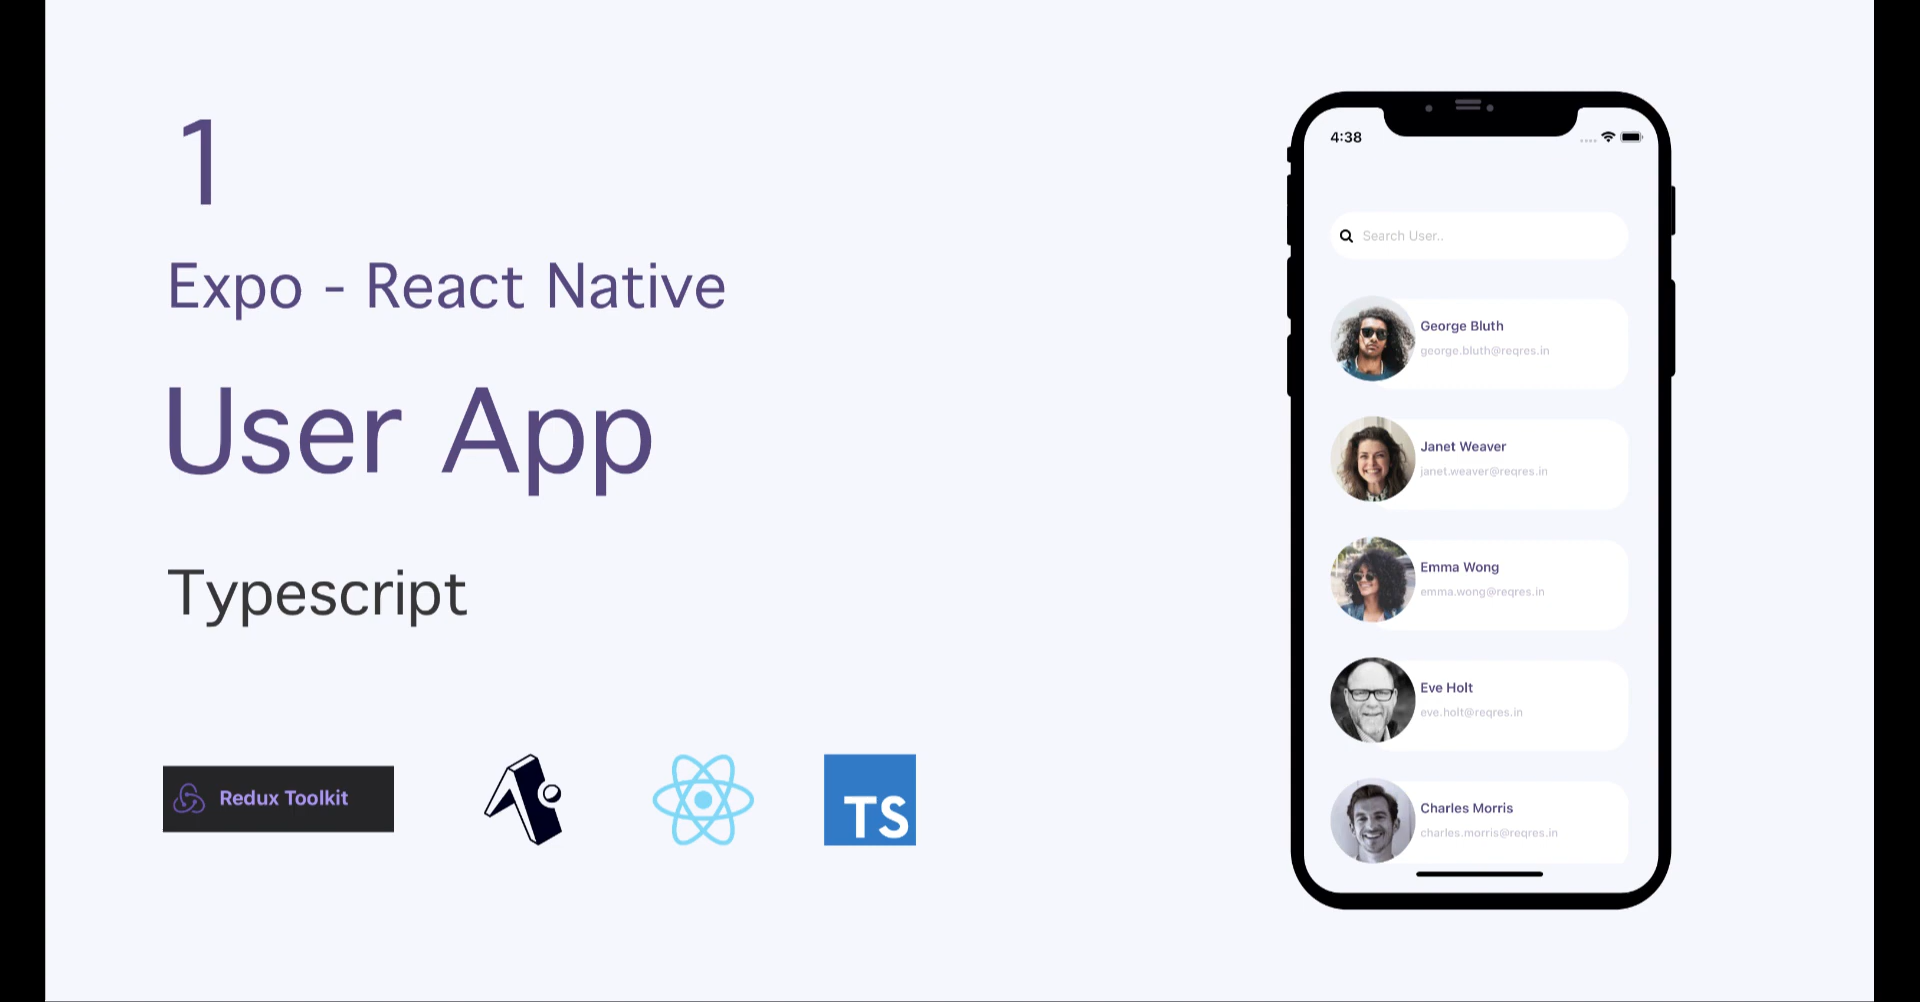 1
Expo - React Native
User App
Typescript
Redux Toolkit
TS
4:38
Search User..
George Bluth
george.bluth@reqres.in
Janet Weaver
janet.weaver@reqres.in
Emma Wong
emma.wong@reqres.in
Eve Holt
eve.holt@reqres.in
Charles Morris
charles.morris@reqres.in